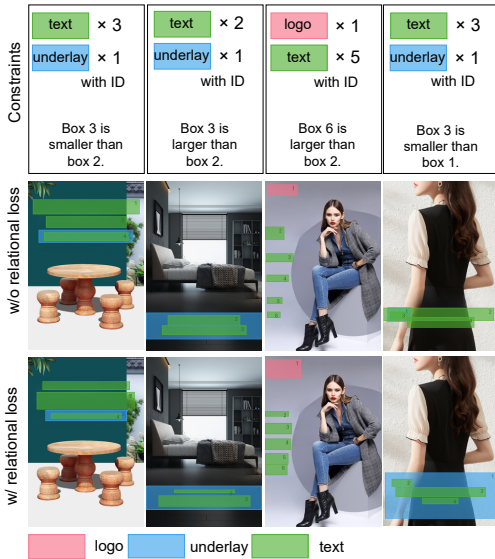 Constraints
text × 3
underlay × 1
with ID
Box 3 is
smaller than
box 2.
text × 2
underlay × 1
with ID
Box 3 is
larger than
box 2.
logo × 1
text × 5
with ID
Box 6 is
larger than
box 2.
text × 3
underlay × 1
with ID
Box 3 is
smaller than
box 1.
w/o relational loss
w/ relational loss
logo
underlay
text